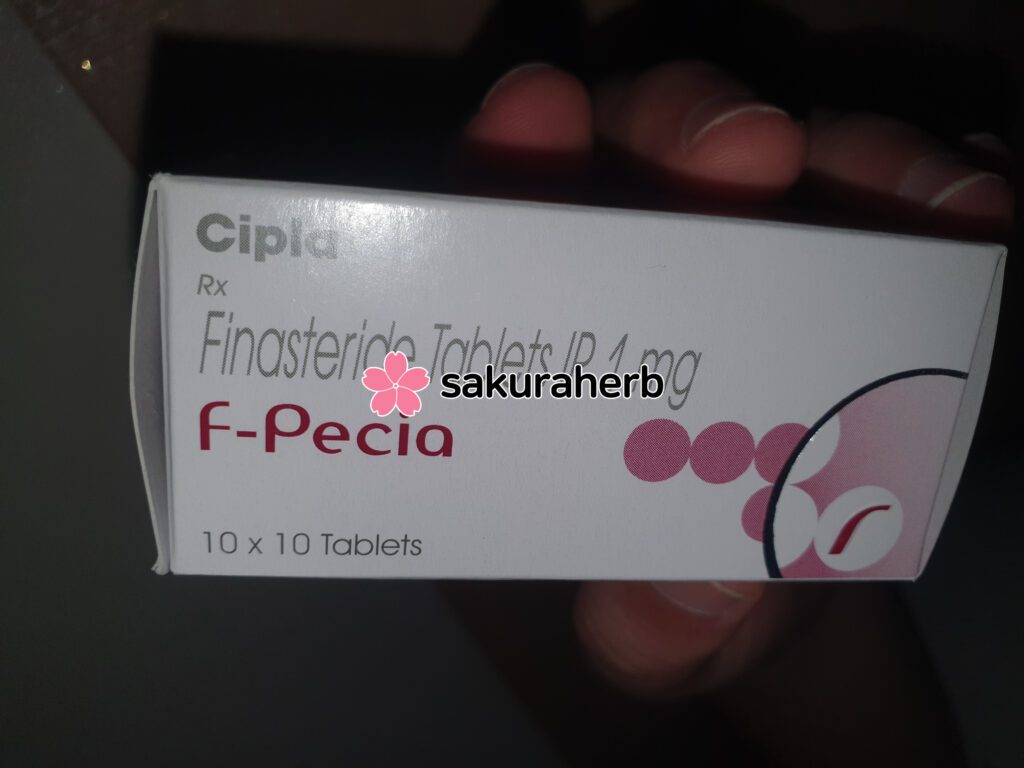 Cipla
Rx
Finasteride Tablets IP 1 mg
sakuraherb
F-Pecia
10 x 10 Tablets